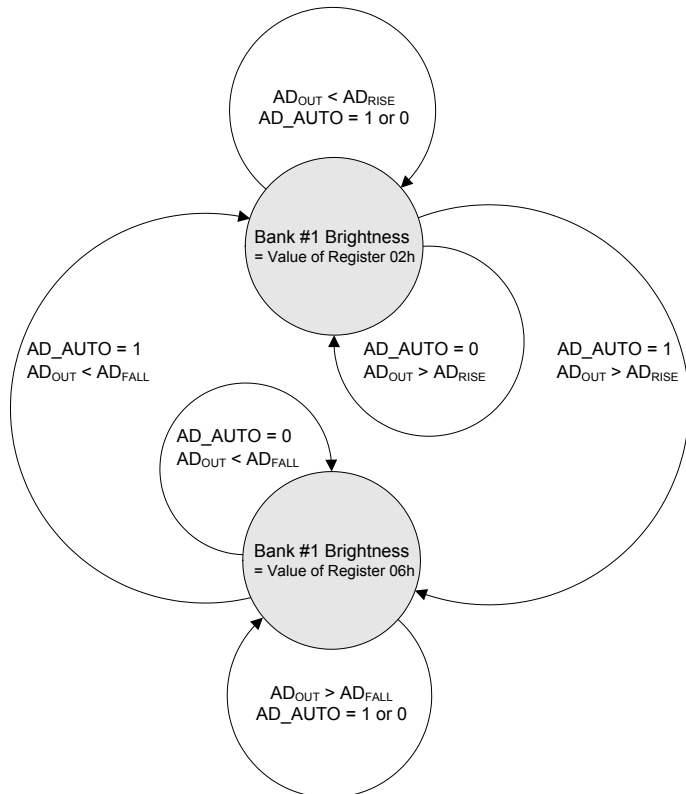 AD_OUT < AD_RISE
AD_AUTO = 1 or 0
Bank #1 Brightness
= Value of Register 02h
AD_AUTO = 1
AD_OUT < AD_FALL
AD_AUTO = 0
AD_OUT > AD_RISE
AD_AUTO = 1
AD_OUT > AD_RISE
AD_AUTO = 0
AD_OUT < AD_FALL
Bank #1 Brightness
= Value of Register 06h
AD_OUT > AD_FALL
AD_AUTO = 1 or 0